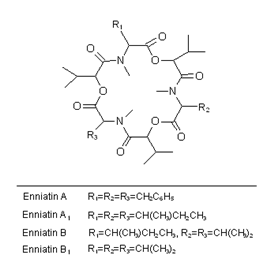 R₁
O O
N O
O
O N
O R₂
N O O
R₃
O O
Enniatin A R₁=R₂=R₃=CH₂C₆H₅
Enniatin A₁ R₁=R₂=R₃=CH(CH₃)CH₂CH₃
Enniatin B R₁=CH(CH₃)CH₂CH₃, R₂=R₃=CH(CH₃)₂
Enniatin B₁ R₁=R₂=R₃=CH(CH₃)₂